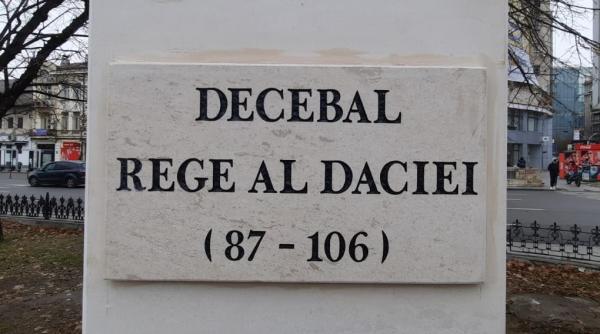 DECEBAL
REGE AL DACIEI
(87 - 106)